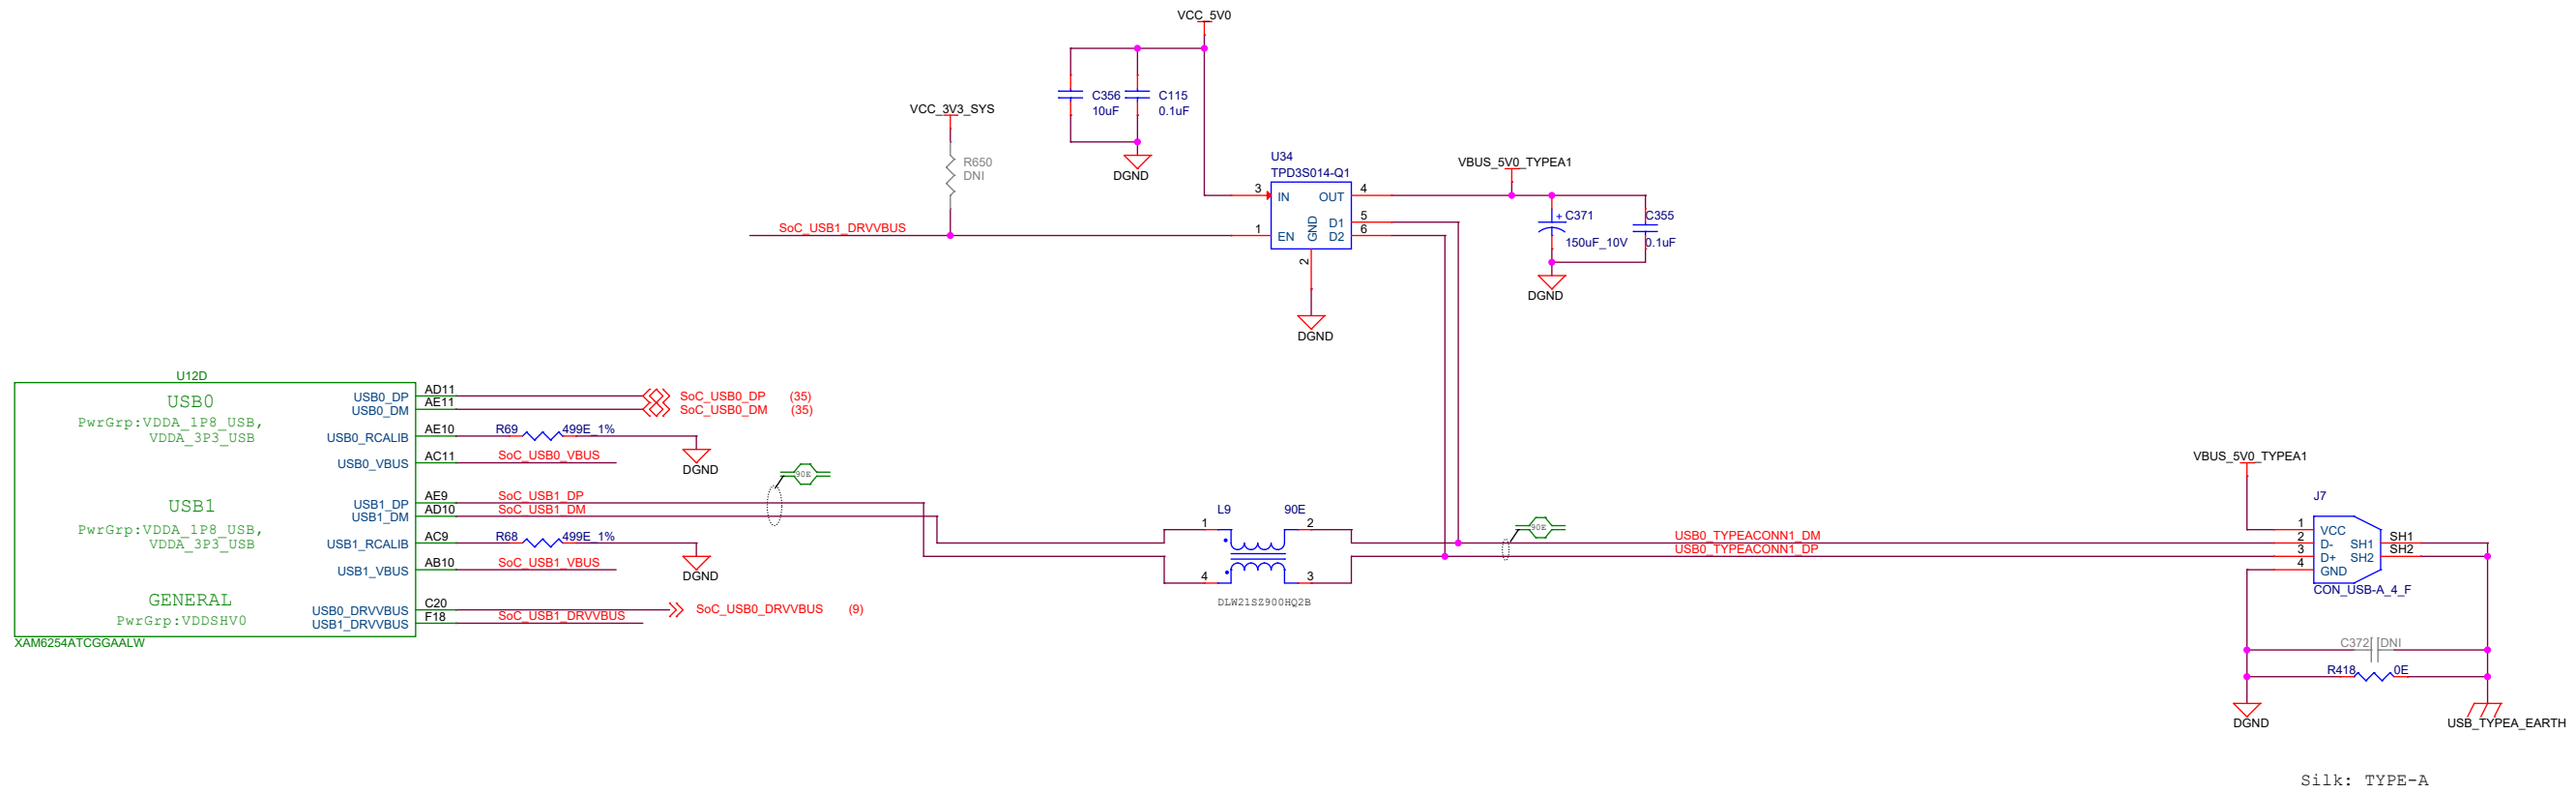 VCC_5V0
C356
10uF
C115
0.1uF
DGND
VCC_3V3_SYS
R650
DNI
SoC_USB1_DRVVBUS
U34
TPD3S014-Q1
3 IN OUT 4
D1 5
1 EN GND D2 6
2
DGND
VBUS_5V0_TYPEA1
+ C371
150uF_10V
C355
0.1uF
DGND
U12D
USB0
PwrGrp:VDDA_1P8_USB,
VDDA_3P3_USB
USB0_DP AD11 SoC_USB0_DP (35)
USB0_DM AE11 SoC_USB0_DM (35)
USB0_RCALIB AE10 R69 499E_1%
DGND
USB0_VBUS AC11 SoC_USB0_VBUS
USB1
PwrGrp:VDDA_1P8_USB,
VDDA_3P3_USB
USB1_DP AE9 SoC_USB1_DP
USB1_DM AD10 SoC_USB1_DM
USB1_RCALIB AC9 R68 499E_1%
DGND
USB1_VBUS AB10 SoC_USB1_VBUS
GENERAL
PwrGrp:VDDSHV0
USB0_DRVVBUS C20 SoC_USB0_DRVVBUS (9)
USB1_DRVVBUS F18 SoC_USB1_DRVVBUS
XAM6254ATCGGAALW
90E
L9 90E
1 2
4 3
DLW21SZ900HQ2B
90E
USB0_TYPEACONN1_DM
USB0_TYPEACONN1_DP
VBUS_5V0_TYPEA1
J7
1 VCC
2 D- SH1 SH1
3 D+ SH2 SH2
4 GND
CON_USB-A_4_F
C372 DNI
R418 0E
DGND
USB_TYPEA_EARTH
Silk: TYPE-A